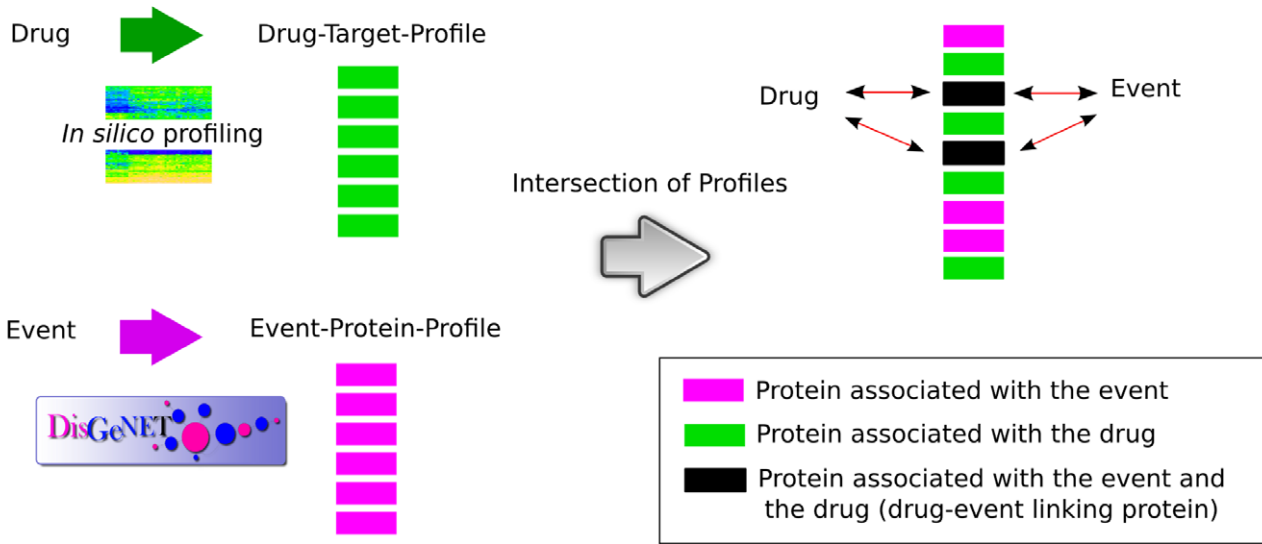 Drug
Drug-Target-Profile
In silico profiling
Event
Event-Protein-Profile
DisGeNET
Intersection of Profiles
Drug
Event
Protein associated with the event
Protein associated with the drug
Protein associated with the event and
the drug (drug-event linking protein)